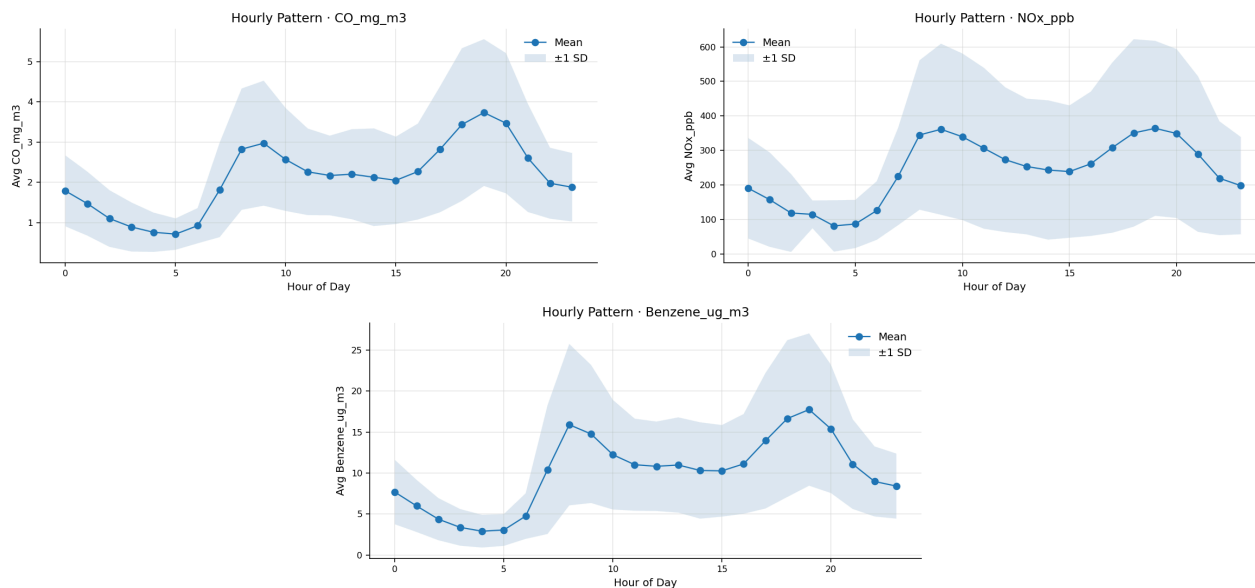 Hourly Pattern · CO_mg_m3
Mean
±1 SD
Avg CO_mg_m3
5
4
3
2
1
0 5 10 15 20
Hour of Day
Hourly Pattern · NOx_ppb
Mean
±1 SD
Avg NOx_ppb
600
500
400
300
200
100
0
0 5 10 15 20
Hour of Day
Hourly Pattern · Benzene_ug_m3
Mean
±1 SD
Avg Benzene_ug_m3
25
20
15
10
5
0
0 5 10 15 20
Hour of Day